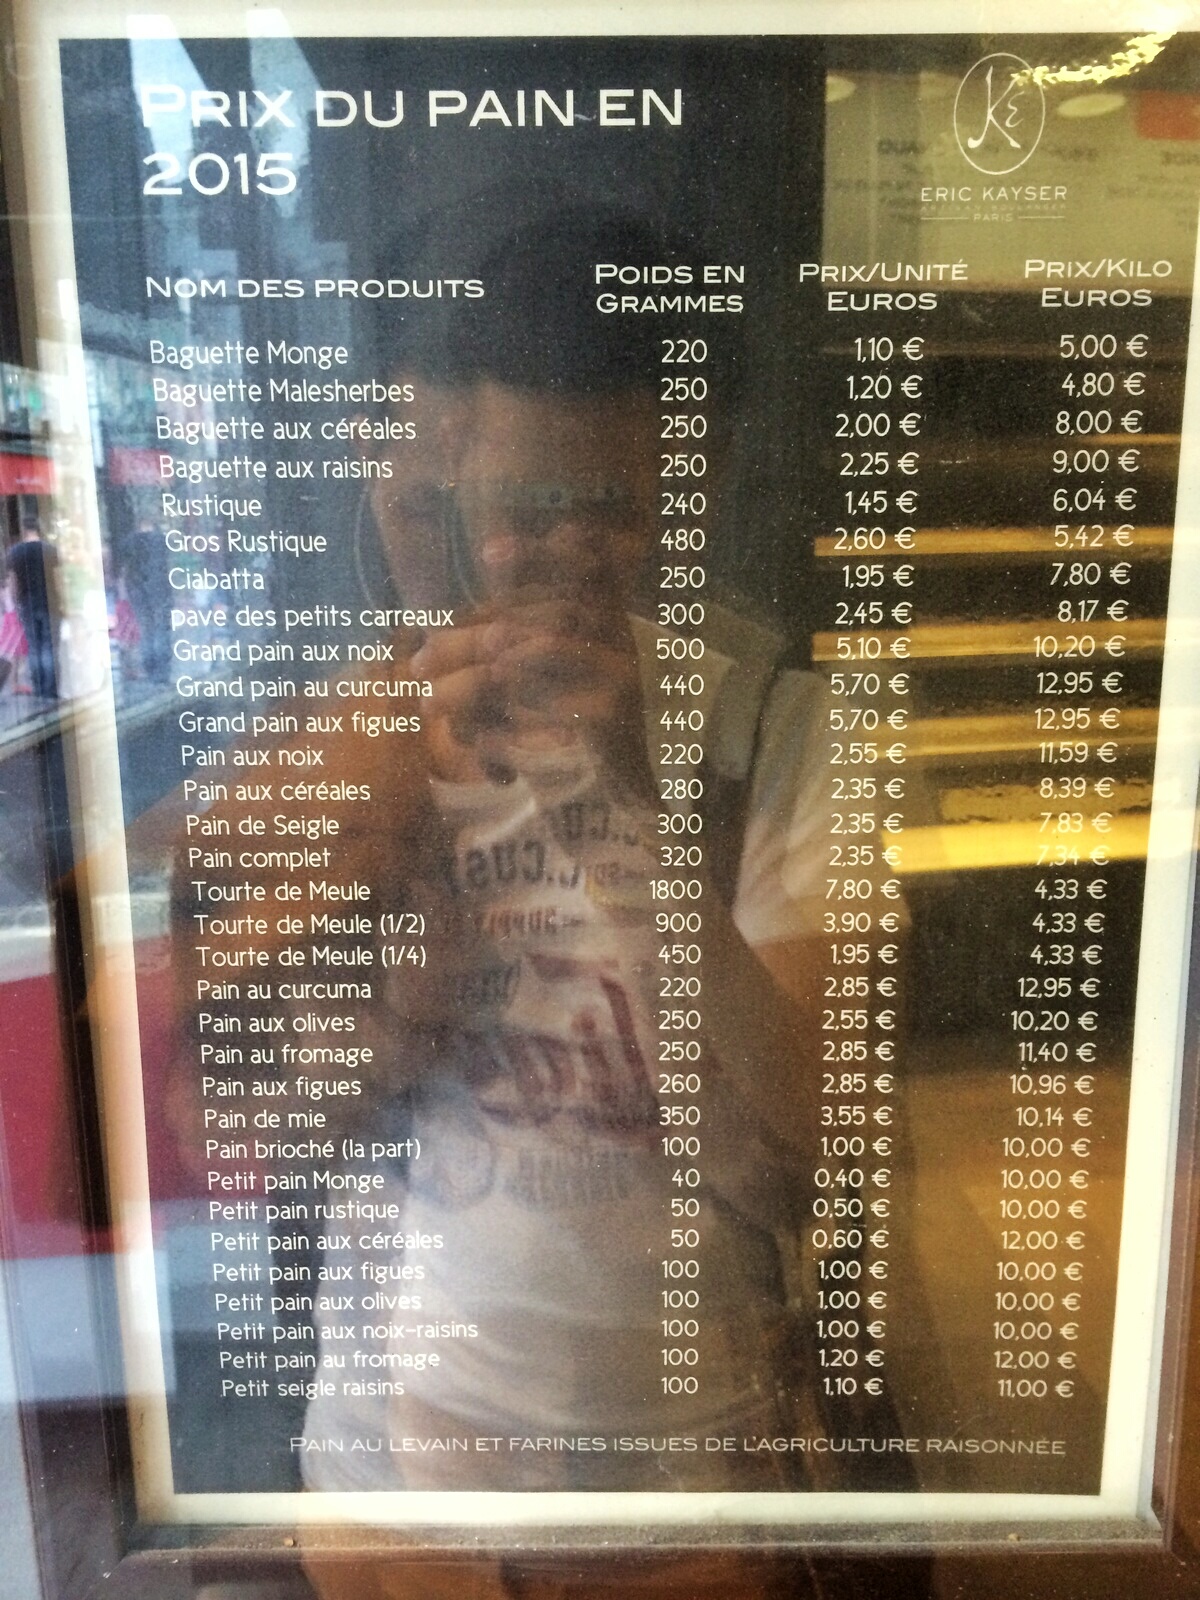 PRIX DU PAIN EN
2015
KE
ERIC KAYSER
ARTISAN BOULANGER
PARIS
NOM DES PRODUITS POIDS EN GRAMMES PRIX/UNITÉ EUROS PRIX/KILO EUROS
Baguette Monge 220 1,10 € 5,00 €
Baguette Malesherbes 250 1,20 € 4,80 €
Baguette aux céréales 250 2,00 € 8,00 €
Baguette aux raisins 250 2,25 € 9,00 €
Rustique 240 1,45 € 6,04 €
Gros Rustique 480 2,60 € 5,42 €
Ciabatta 250 1,95 € 7,80 €
pave des petits carreaux 300 2,45 € 8,17 €
Grand pain aux noix 500 5,10 € 10,20 €
Grand pain au curcuma 440 5,70 € 12,95 €
Grand pain aux figues 440 5,70 € 12,95 €
Pain aux noix 220 2,55 € 11,59 €
Pain aux céréales 280 2,35 € 8,39 €
Pain de Seigle 300 2,35 € 7,83 €
Pain complet 320 2,35 € 7,34 €
Tourte de Meule 1800 7,80 € 4,33 €
Tourte de Meule (1/2) 900 3,90 € 4,33 €
Tourte de Meule (1/4) 450 1,95 € 4,33 €
Pain au curcuma 220 2,85 € 12,95 €
Pain aux olives 250 2,55 € 10,20 €
Pain au fromage 250 2,85 € 11,40 €
Pain aux figues 260 2,85 € 10,96 €
Pain de mie 350 3,55 € 10,14 €
Pain brioché (la part) 100 1,00 € 10,00 €
Petit pain Monge 40 0,40 € 10,00 €
Petit pain rustique 50 0,50 € 10,00 €
Petit pain aux céréales 50 0,60 € 12,00 €
Petit pain aux figues 100 1,00 € 10,00 €
Petit pain aux olives 100 1,00 € 10,00 €
Petit pain aux noix-raisins 100 1,00 € 10,00 €
Petit pain au fromage 100 1,20 € 12,00 €
Petit seigle raisins 100 1,10 € 11,00 €
PAIN AU LEVAIN ET FARINES ISSUES DE L'AGRICULTURE RAISONNÉE